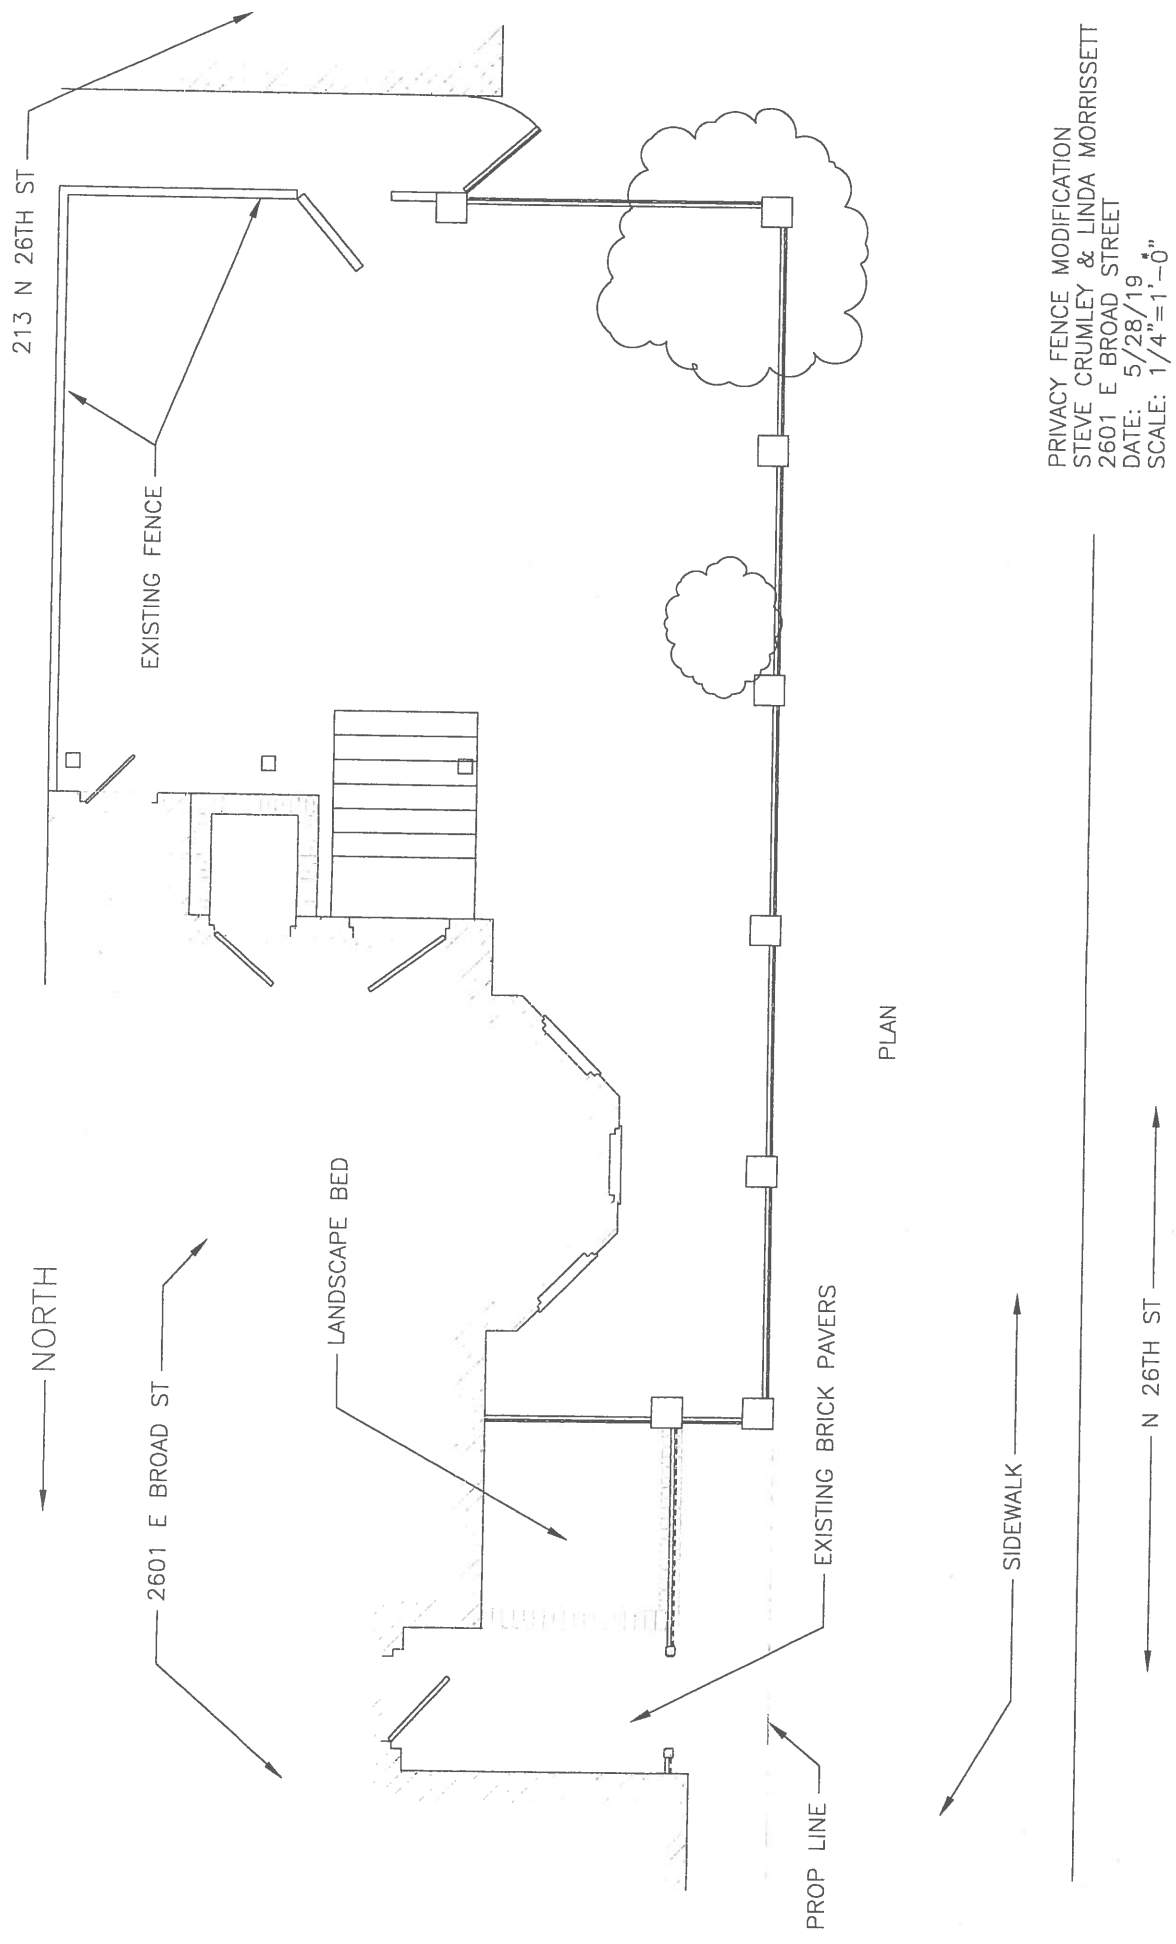 213 N 26TH ST
EXISTING FENCE
NORTH
2601 E BROAD ST
LANDSCAPE BED
EXISTING BRICK PAVERS
PLAN
PROP LINE
SIDEWALK
N 26TH ST
PRIVACY FENCE MODIFICATION
STEVE CRUMLEY & LINDA MORRISSETT
2601 E BROAD STREET
DATE: 5/28/19
SCALE: 1/4"=1'-0"*